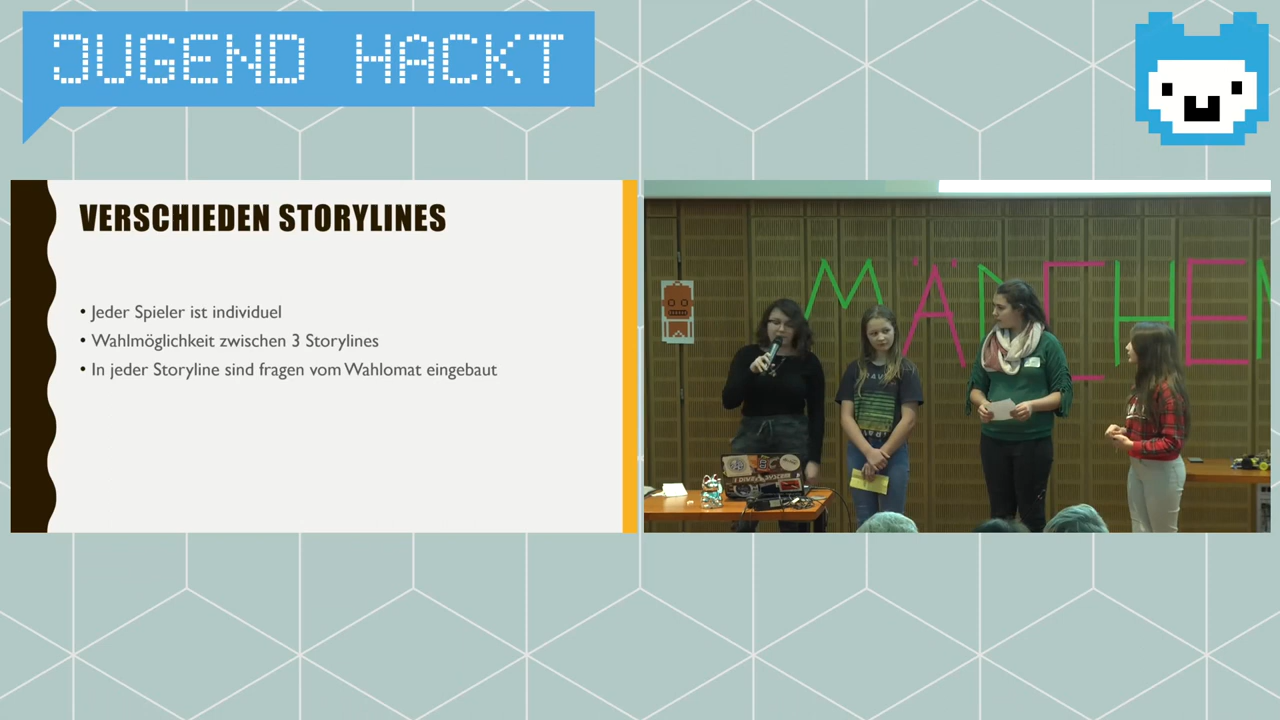 JUGEND HACKT
VERSCHIEDEN STORYLINES
• Jeder Spieler ist individuel
• Wahlmöglichkeit zwischen 3 Storylines
• In jeder Storyline sind fragen vom Wahlomat eingebaut
MÄDCHEN